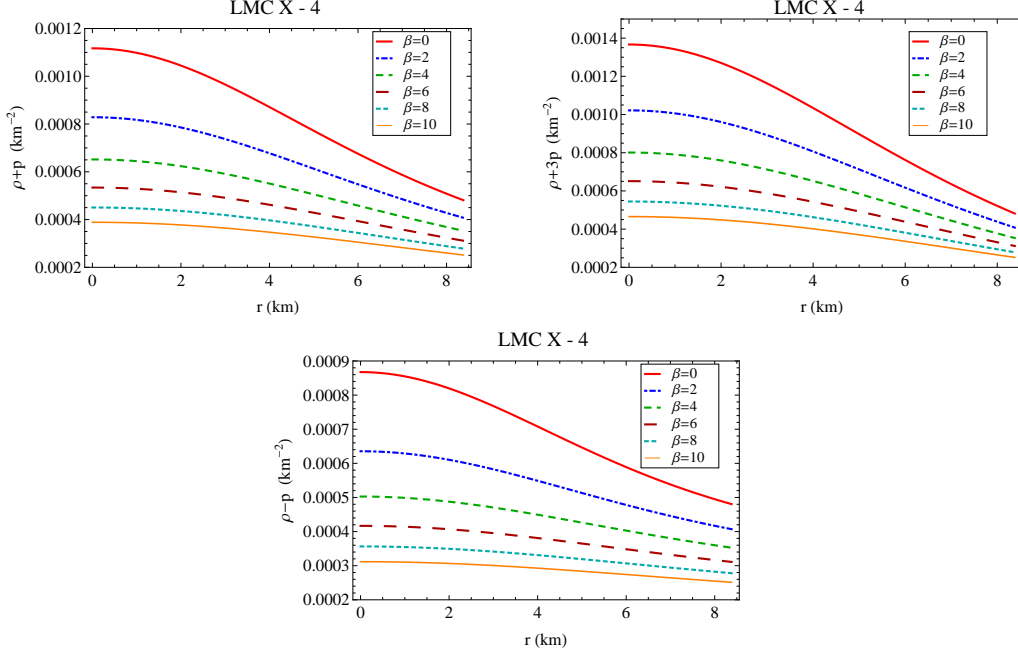 LMC X - 4
ρ+p (km⁻²)
0.0012
0.0010
0.0008
0.0006
0.0004
0.0002
β=0
β=2
β=4
β=6
β=8
β=10
0 2 4 6 8
r (km)
LMC X - 4
ρ+3p (km⁻²)
0.0014
0.0012
0.0010
0.0008
0.0006
0.0004
0.0002
β=0
β=2
β=4
β=6
β=8
β=10
0 2 4 6 8
r (km)
LMC X - 4
ρ−p (km⁻²)
0.0009
0.0008
0.0007
0.0006
0.0005
0.0004
0.0003
0.0002
β=0
β=2
β=4
β=6
β=8
β=10
0 2 4 6 8
r (km)